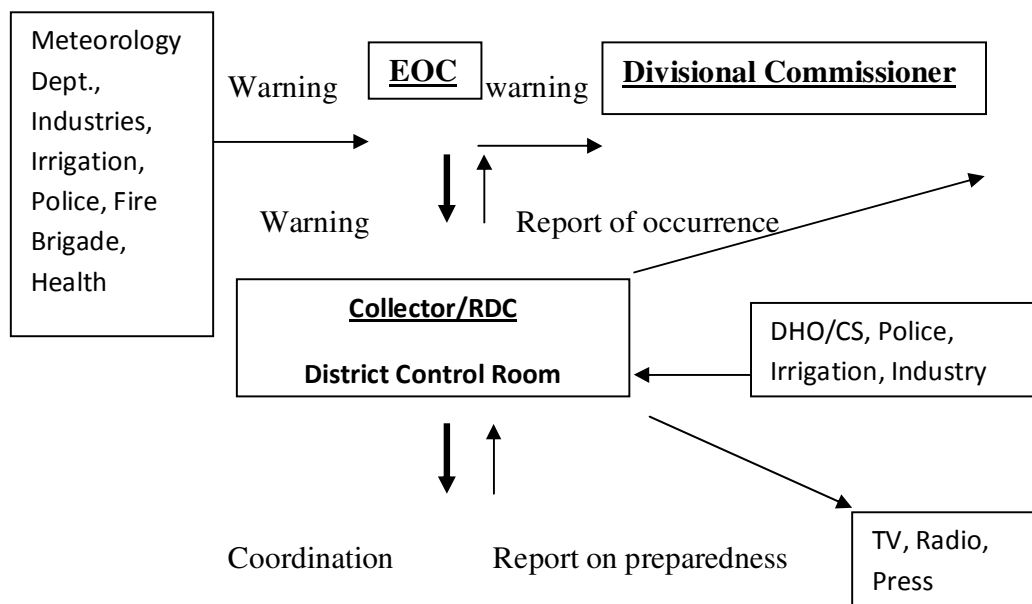 Meteorology
Dept.,
Industries,
Irrigation,
Police, Fire
Brigade,
Health
Warning
EOC
warning
Divisional Commissioner
Warning
Report of occurrence
Collector/RDC
District Control Room
DHO/CS, Police,
Irrigation, Industry
Coordination
Report on preparedness
TV, Radio,
Press